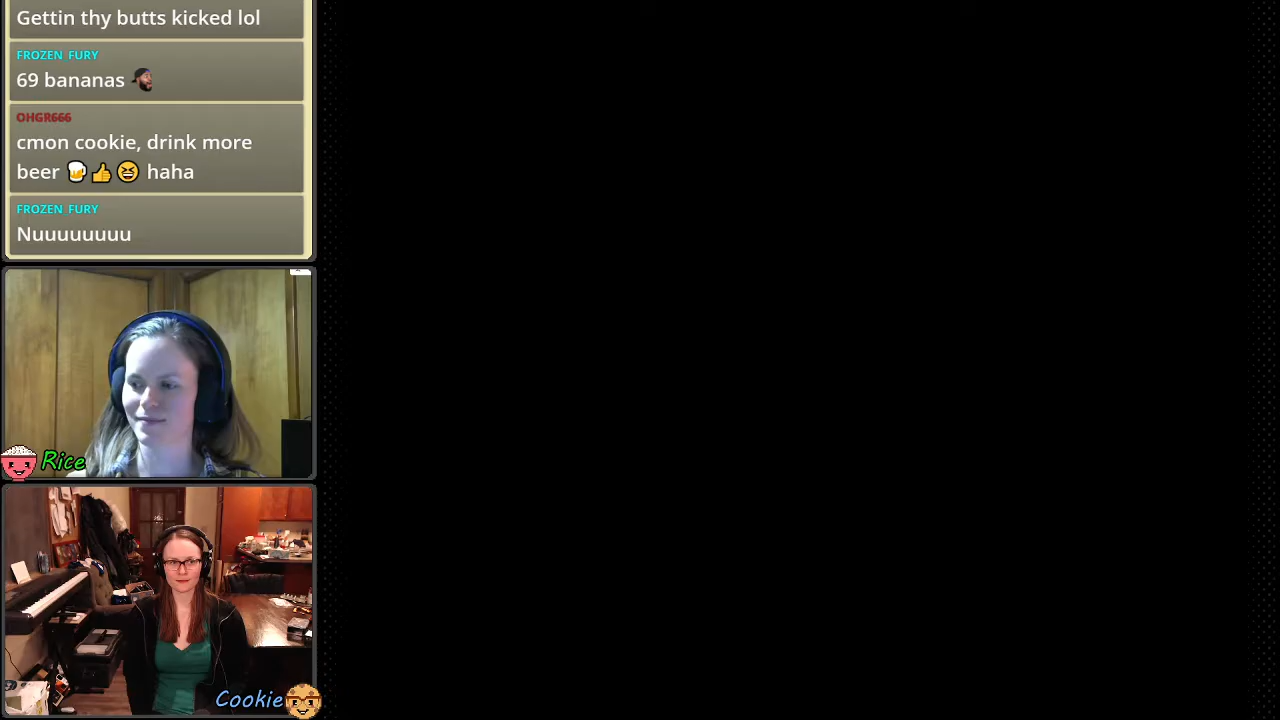 Gettin thy butts kicked lol
FROZEN FURY
69 bananas
OHGR666
cmon cookie, drink more
beer 🍺👍😆 haha
FROZEN FURY
Nuuuuuuuu
Rice
Cookie